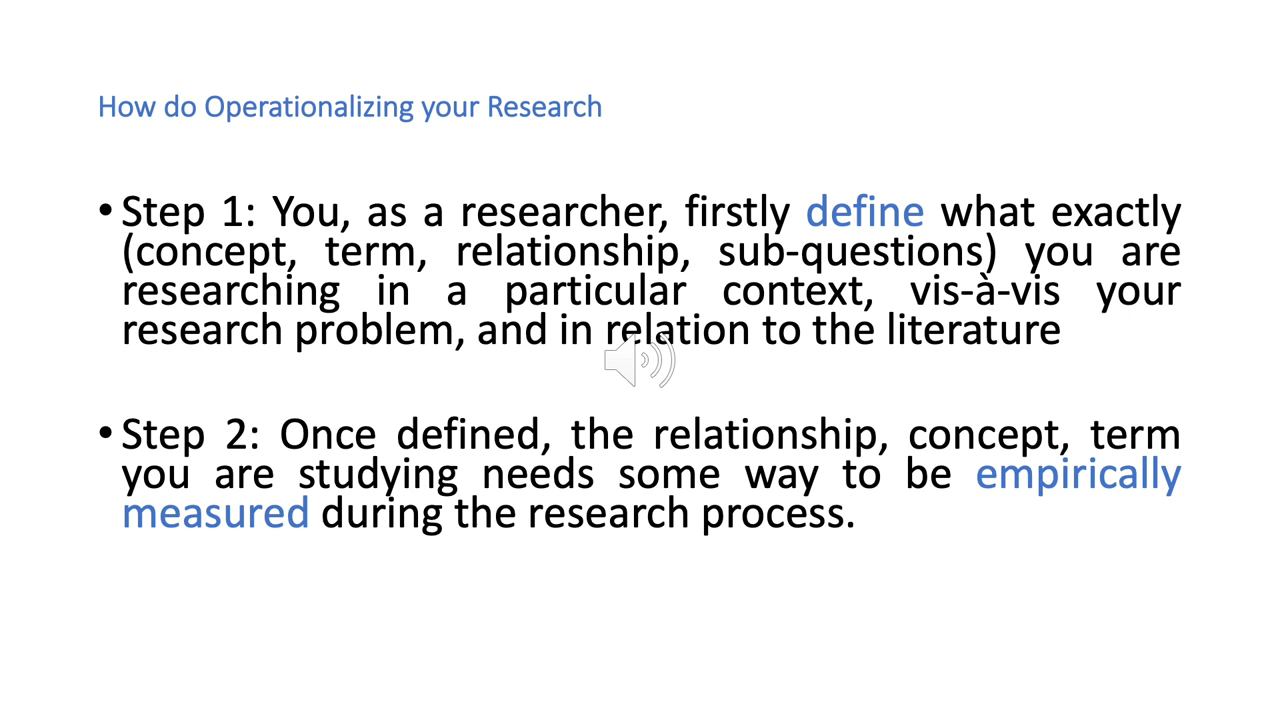 How do Operationalizing your Research
• Step 1: You, as a researcher, firstly define what exactly
(concept, term, relationship, sub-questions) you are
researching in a particular context, vis-à-vis your
research problem, and in relation to the literature
• Step 2: Once defined, the relationship, concept, term
you are studying needs some way to be empirically
measured during the research process.